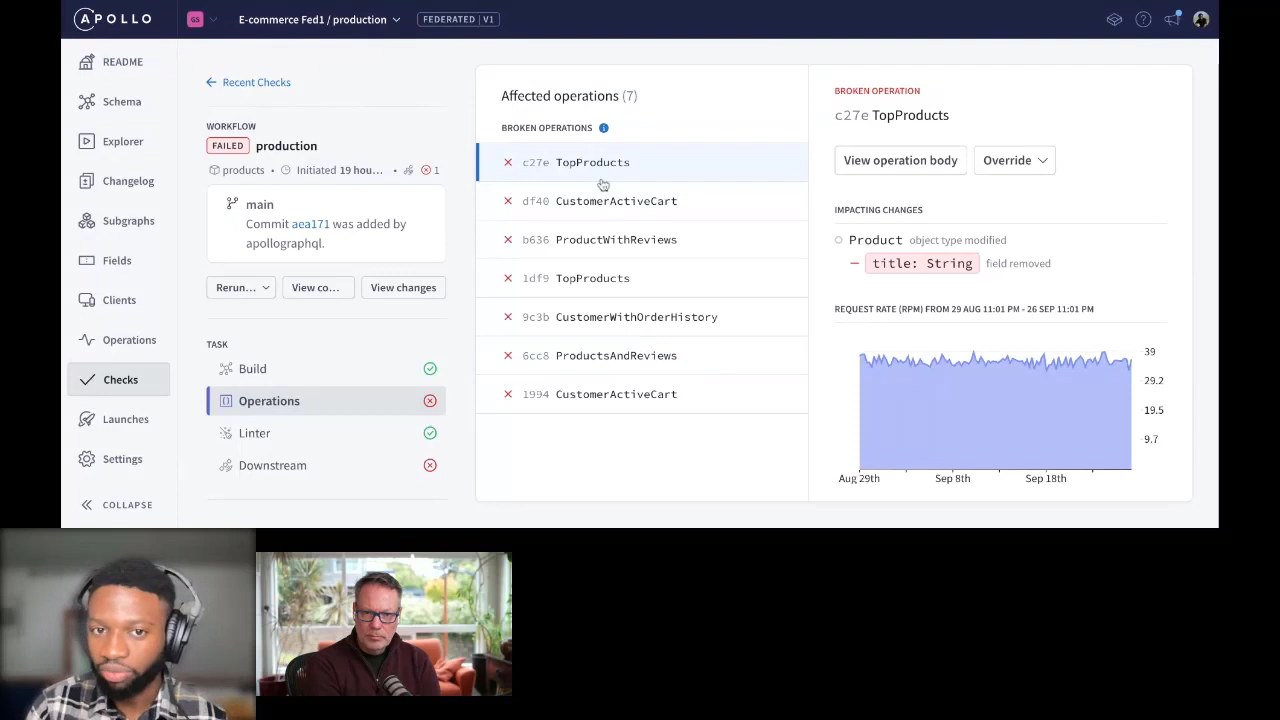 APOLLO
GS
E-commerce Fed1 / production
FEDERATED | V1
README
Schema
Explorer
Changelog
Subgraphs
Fields
Clients
Operations
Checks
Launches
Settings
COLLAPSE
Recent Checks
WORKFLOW
FAILED production
products • Initiated 19 hou... • 1
main
Commit aea171 was added by
apollographql.
Rerun...
View co...
View changes
TASK
Build
Operations
Linter
Downstream
Affected operations (7)
BROKEN OPERATIONS
c27e TopProducts
df40 CustomerActiveCart
b636 ProductWithReviews
1df9 TopProducts
9c3b CustomerWithOrderHistory
6cc8 ProductsAndReviews
1994 CustomerActiveCart
BROKEN OPERATION
c27e TopProducts
View operation body
Override
IMPACTING CHANGES
Product object type modified
— title: String field removed
REQUEST RATE (RPM) FROM 29 AUG 11:01 PM - 26 SEP 11:01 PM
39
29.2
19.5
9.7
Aug 29th
Sep 8th
Sep 18th